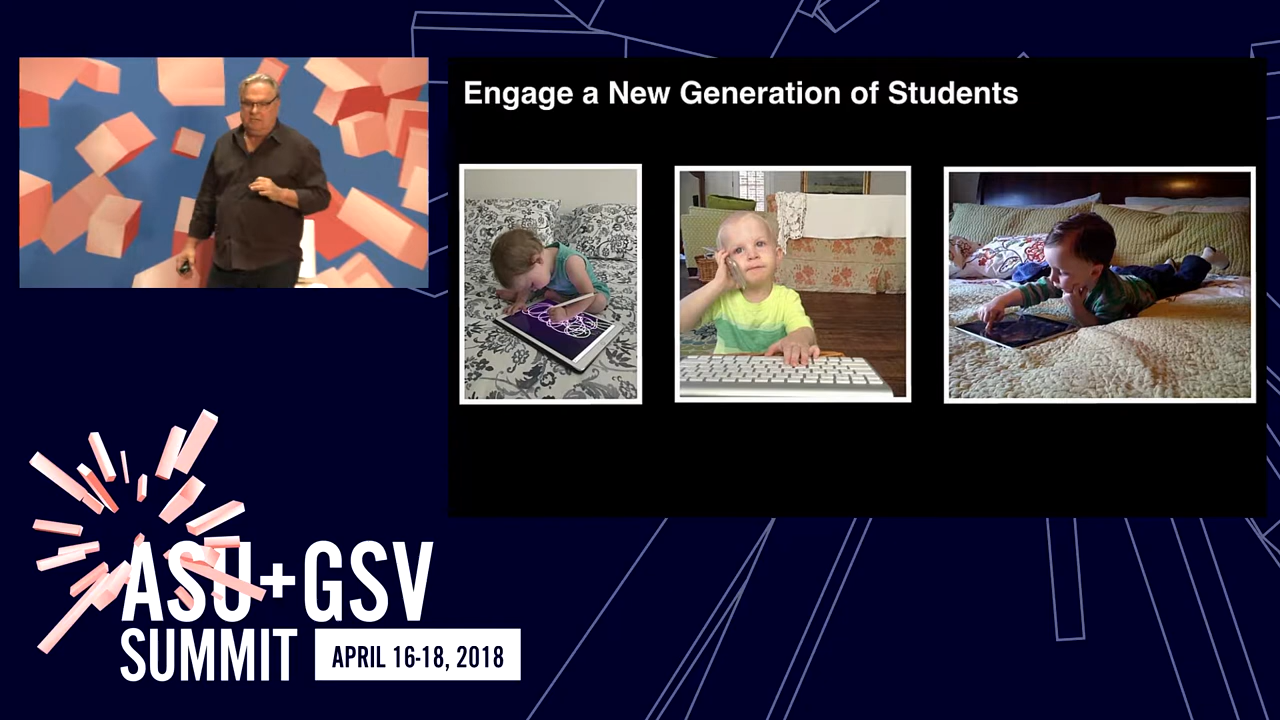 Engage a New Generation of Students
ASU+GSV
SUMMIT
APRIL 16-18, 2018